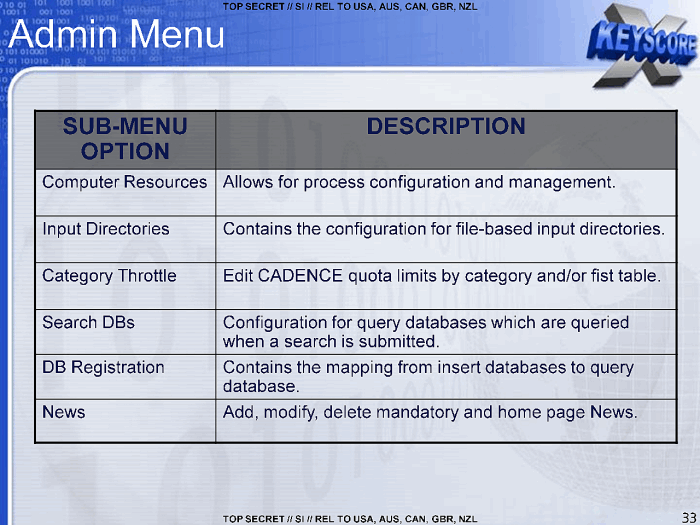 TOP SECRET // SI // REL TO USA, AUS, CAN, GBR, NZL
Admin Menu
X KEYSCORE
SUB-MENU OPTION DESCRIPTION
Computer Resources Allows for process configuration and management.
Input Directories Contains the configuration for file-based input directories.
Category Throttle Edit CADENCE quota limits by category and/or fist table.
Search DBs Configuration for query databases which are queried
when a search is submitted.
DB Registration Contains the mapping from insert databases to query
database.
News Add, modify, delete mandatory and home page News.
TOP SECRET // SI // REL TO USA, AUS, CAN, GBR, NZL
33